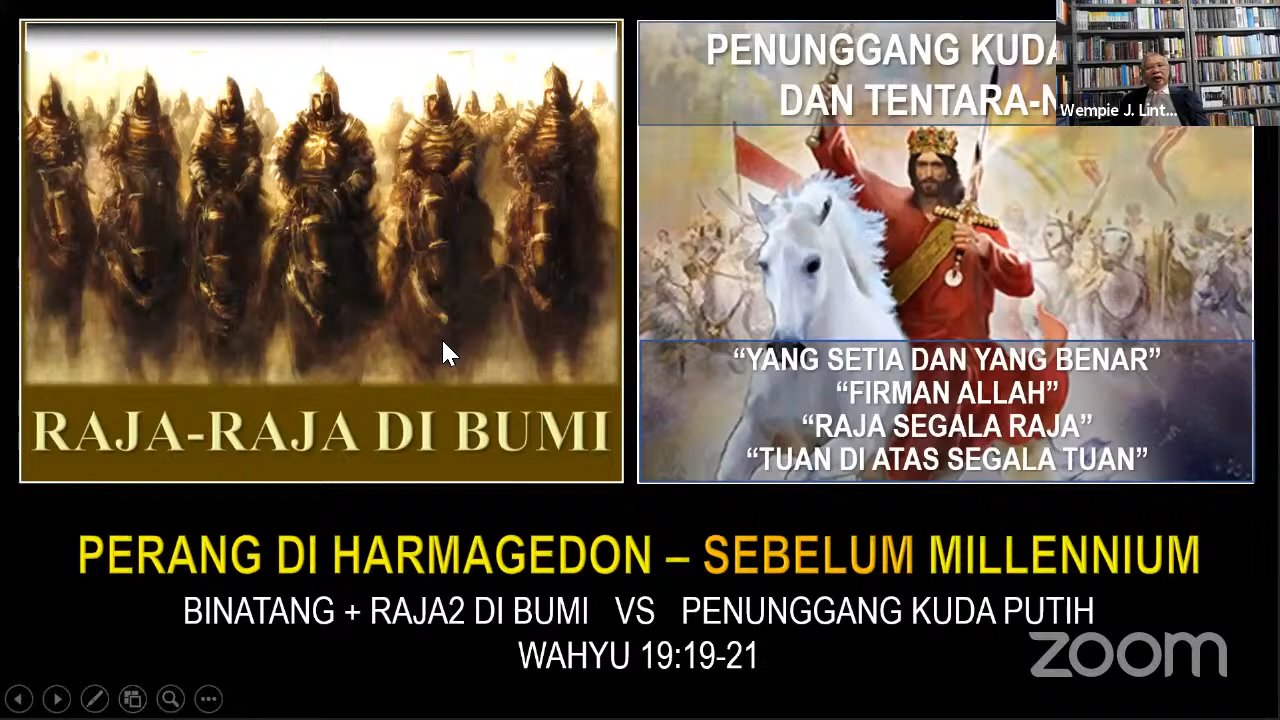 RAJA-RAJA DI BUMI
PENUNGGANG KUDA
DAN TENTARA-N
Wempie J. Lint...
“YANG SETIA DAN YANG BENAR”
“FIRMAN ALLAH”
“RAJA SEGALA RAJA”
“TUAN DI ATAS SEGALA TUAN”
PERANG DI HARMAGEDON – SEBELUM MILLENNIUM
BINATANG + RAJA2 DI BUMI VS PENUNGGANG KUDA PUTIH
WAHYU 19:19-21
zoom